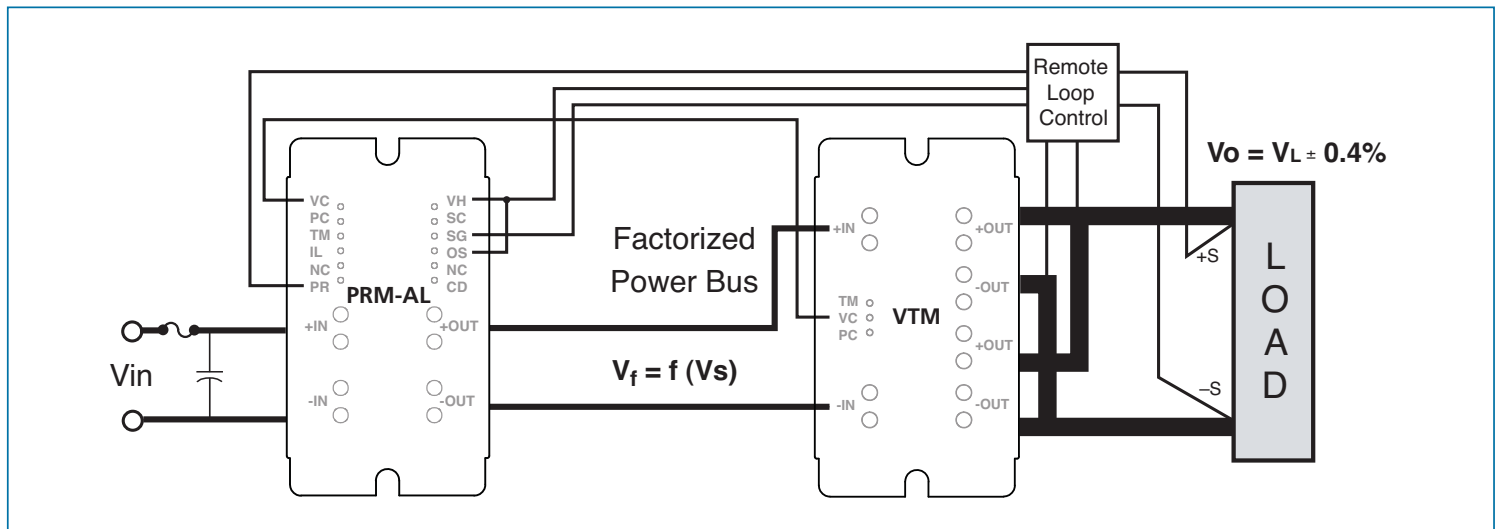 Remote
Loop
Control
Vo = VL ± 0.4%
VC
PC
TM
IL
NC
PR
VH
SC
SG
OS
NC
CD
PRM-AL
+IN
-IN
+OUT
-OUT
Vin
Factorized
Power Bus
Vf = f (Vs)
+IN
TM
VC
PC
-IN
VTM
+OUT
-OUT
+OUT
-OUT
+S
–S
L
O
A
D